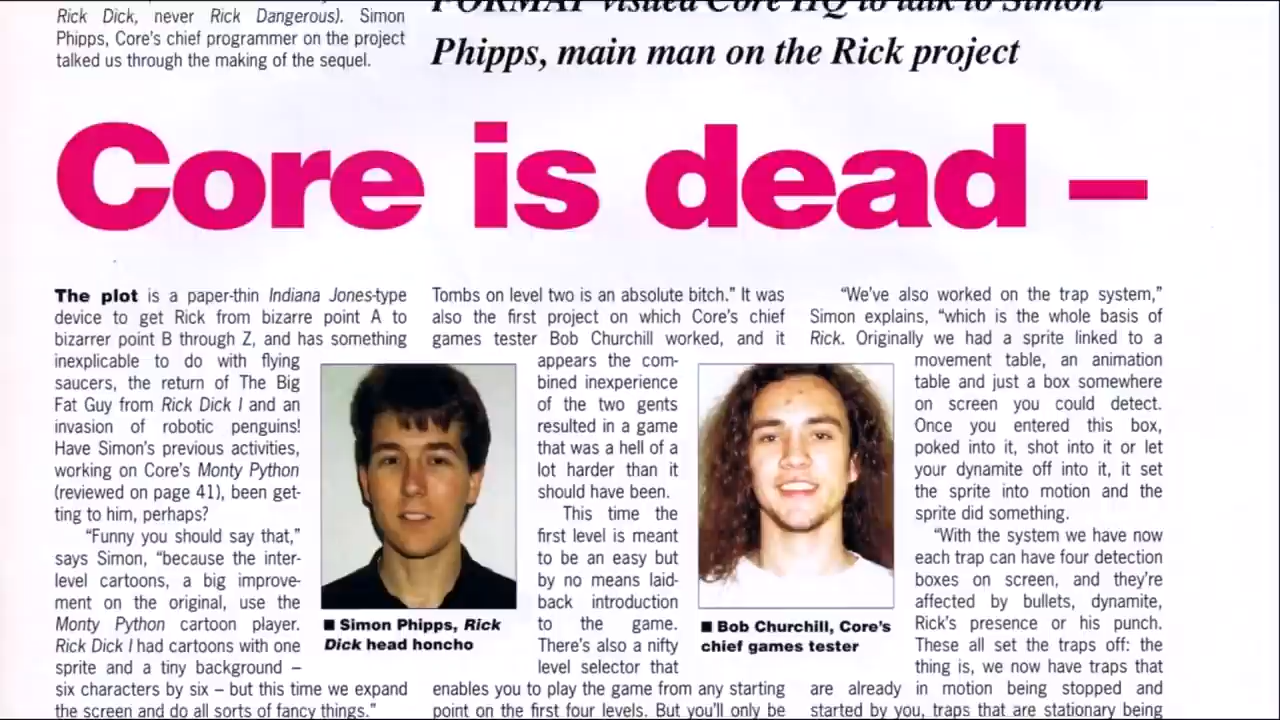 Rick Dick, never Rick Dangerous). Simon
Phipps, Core's chief programmer on the project
talked us through the making of the sequel.
FORMAT visited Core HQ to talk to Simon
Phipps, main man on the Rick project
Core is dead –
The plot is a paper-thin Indiana Jones-type
device to get Rick from bizarre point A to
bizarrer point B through Z, and has something
inexplicable to do with flying
saucers, the return of The Big
Fat Guy from Rick Dick I and an
invasion of robotic penguins!
Have Simon's previous activities,
working on Core's Monty Python
(reviewed on page 41), been get-
ting to him, perhaps?
"Funny you should say that,"
says Simon, "because the inter-
level cartoons, a big improve-
ment on the original, use the
Monty Python cartoon player.
Rick Dick I had cartoons with one
sprite and a tiny background –
six characters by six – but this time we expand
the screen and do all sorts of fancy things."
■ Simon Phipps, Rick
Dick head honcho
Tombs on level two is an absolute bitch." It was
also the first project on which Core's chief
games tester Bob Churchill worked, and it
appears the com-
bined inexperience
of the two gents
resulted in a game
that was a hell of a
lot harder than it
should have been.
This time the
first level is meant
to be an easy but
by no means laid-
back introduction
to the game.
There's also a nifty
level selector that
enables you to play the game from any starting
point on the first four levels. But you'll only be
■ Bob Churchill, Core's
chief games tester
"We've also worked on the trap system,"
Simon explains, "which is the whole basis of
Rick. Originally we had a sprite linked to a
movement table, an animation
table and just a box somewhere
on screen you could detect.
Once you entered this box,
poked into it, shot into it or let
your dynamite off into it, it set
the sprite into motion and the
sprite did something.
"With the system we have now
each trap can have four detection
boxes on screen, and they're
affected by bullets, dynamite,
Rick's presence or his punch.
These all set the traps off: the
thing is, we now have traps that
are already in motion being stopped and
started by you, traps that are stationary being